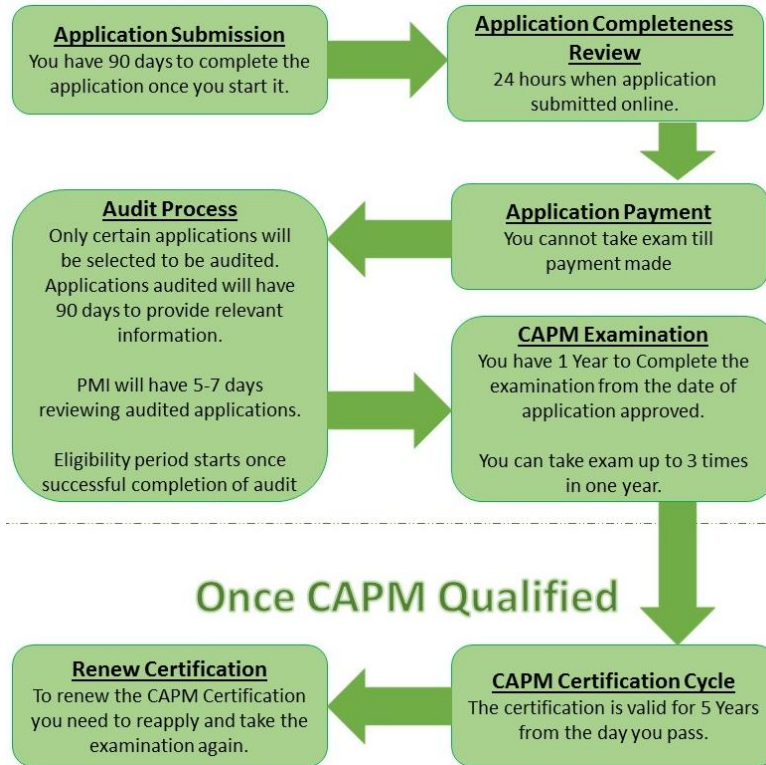 Application Submission
You have 90 days to complete the
application once you start it.
Application Completeness
Review
24 hours when application
submitted online.
Application Payment
You cannot take exam till
payment made
Audit Process
Only certain applications will
be selected to be audited.
Applications audited will have
90 days to provide relevant
information.
PMI will have 5-7 days
reviewing audited applications.
Eligibility period starts once
successful completion of audit
CAPM Examination
You have 1 Year to Complete the
examination from the date of
application approved.
You can take exam up to 3 times
in one year.
Once CAPM Qualified
CAPM Certification Cycle
The certification is valid for 5 Years
from the day you pass.
Renew Certification
To renew the CAPM Certification
you need to reapply and take the
examination again.